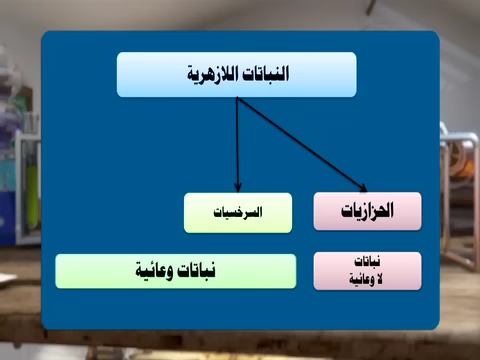 النباتات اللازهرية
الحزازيات
السرخسيات
نباتات
لا وعائية
نباتات وعائية